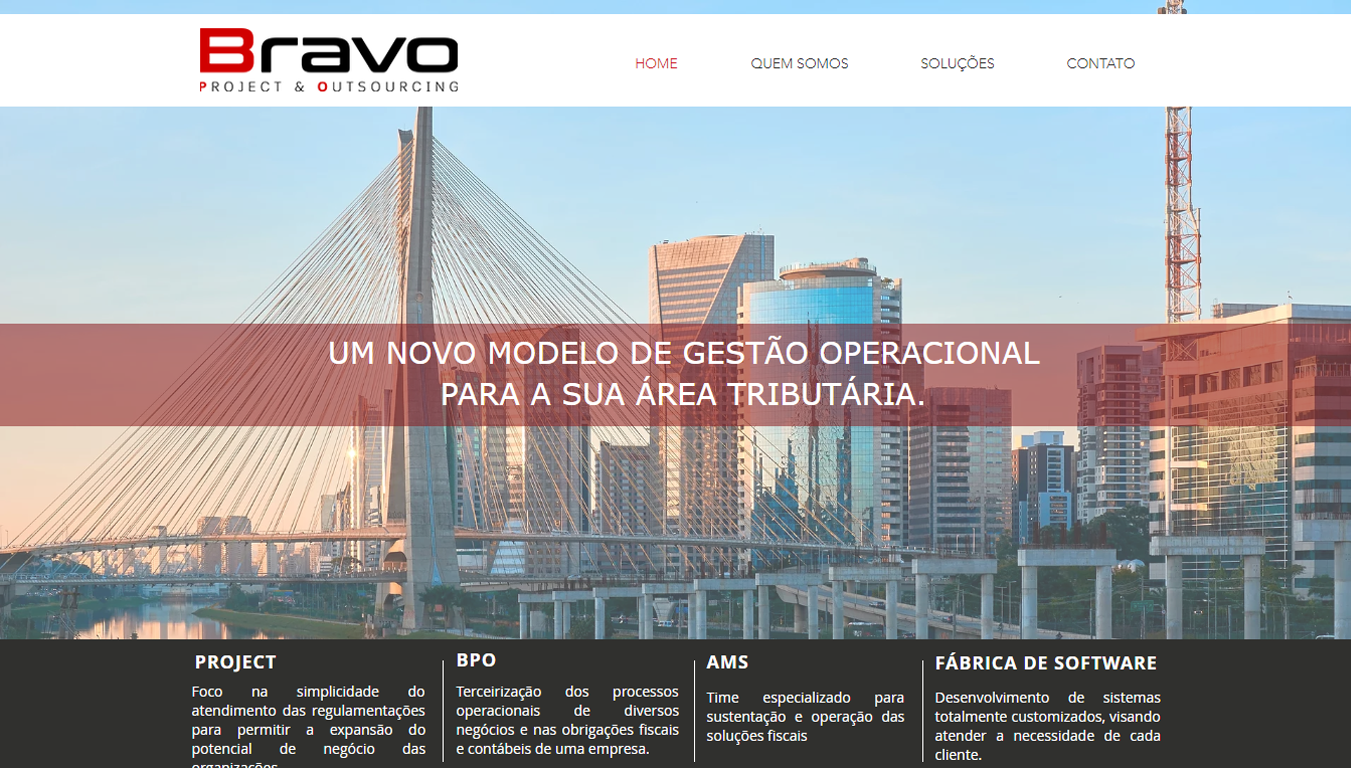 Bravo
PROJECT & OUTSOURCING
HOME
QUEM SOMOS
SOLUÇÕES
CONTATO
UM NOVO MODELO DE GESTÃO OPERACIONAL
PARA A SUA ÁREA TRIBUTÁRIA.
PROJECT
Foco na simplicidade do
atendimento das regulamentações
para permitir a expansão do
potencial de negócio das
organizações
BPO
Terceirização dos processos
operacionais de diversos
negócios e nas obrigações fiscais
e contábeis de uma empresa.
AMS
Time especializado para
sustentação e operação das
soluções fiscais
FÁBRICA DE SOFTWARE
Desenvolvimento de sistemas
totalmente customizados, visando
atender a necessidade de cada
cliente.